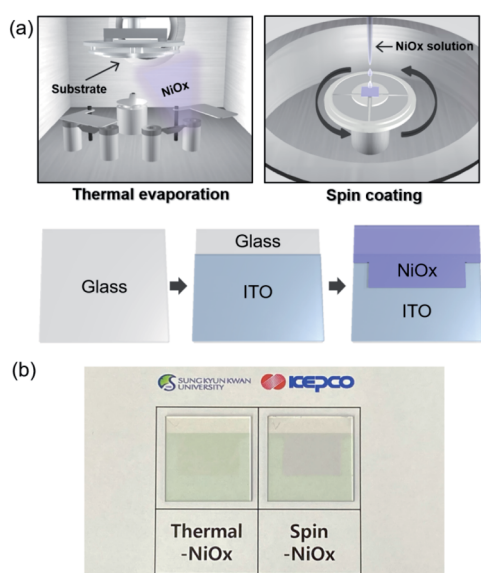 (a)
Substrate
NiOx
NiOx solution
Thermal evaporation
Spin coating
Glass
Glass
ITO
NiOx
ITO
(b)
SUNGKYUNKWAN
UNIVERSITY
KEPCO
Thermal
-NiOx
Spin
-NiOx